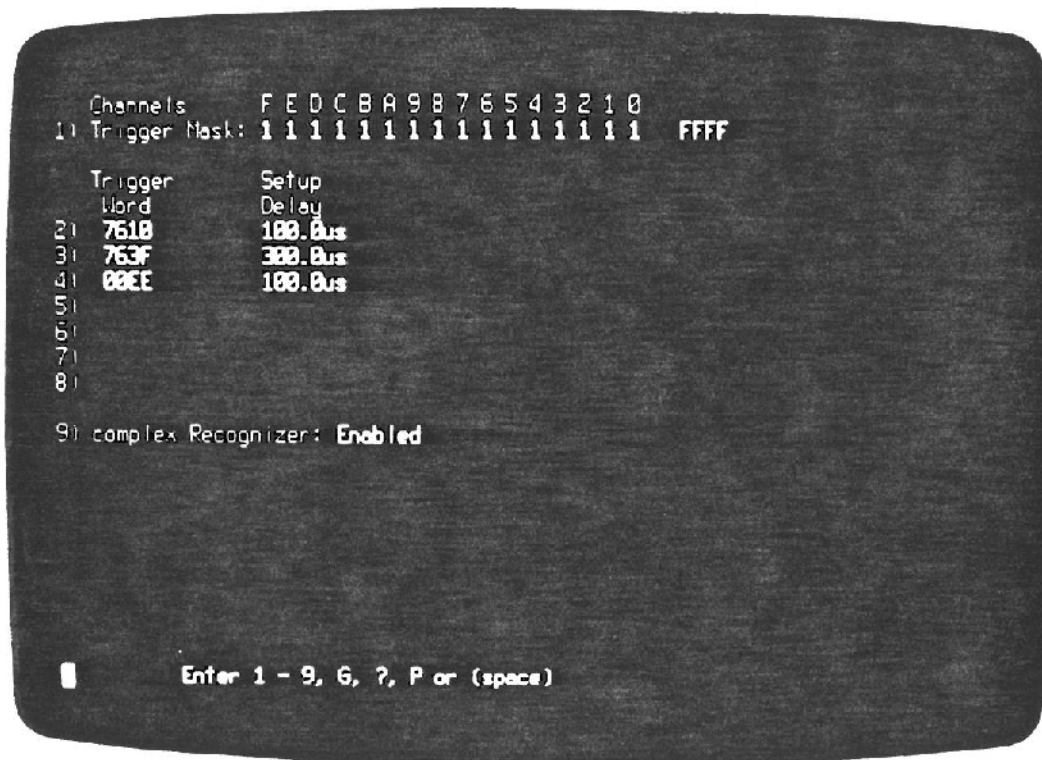 Channels F E D C B A 9 8 7 6 5 4 3 2 1 0
1) Trigger Mask: 1 1 1 1 1 1 1 1 1 1 1 1 1 1 1 1 FFFF
Trigger Setup
Word Delay
2) 7610 100.0us
3) 763F 300.0us
4) 00EE 100.0us
5)
6)
7)
8)
9) complex Recognizer: Enabled
Enter 1 - 9, G, ?, P or (space)